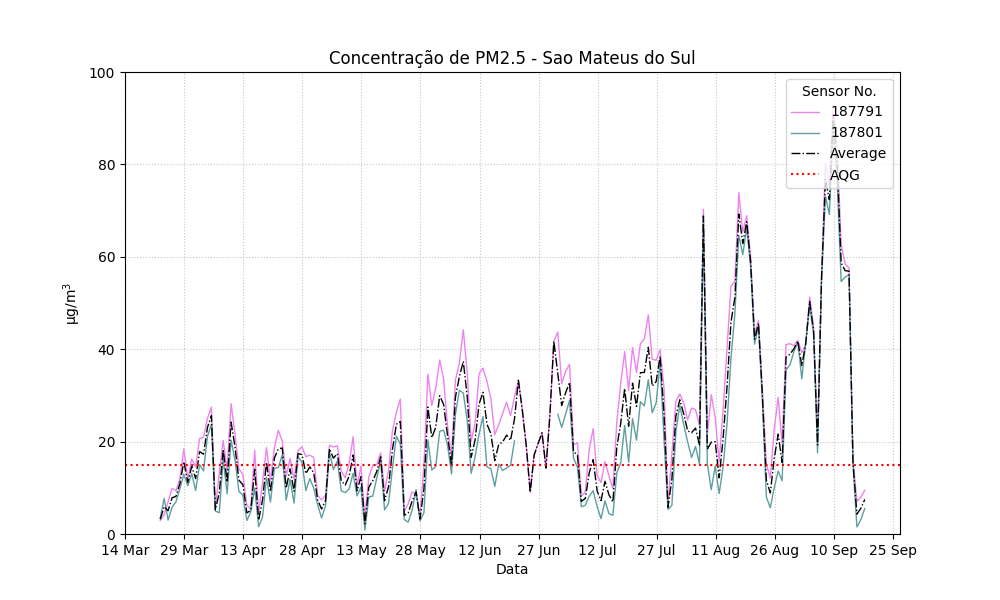 Concentração de PM2.5 - Sao Mateus do Sul
100
80
60
40
20
0
μg/m³
Sensor No.
187791
187801
Average
AQG
14 Mar 29 Mar 13 Apr 28 Apr 13 May 28 May 12 Jun 27 Jun 12 Jul 27 Jul 11 Aug 26 Aug 10 Sep 25 Sep
Data